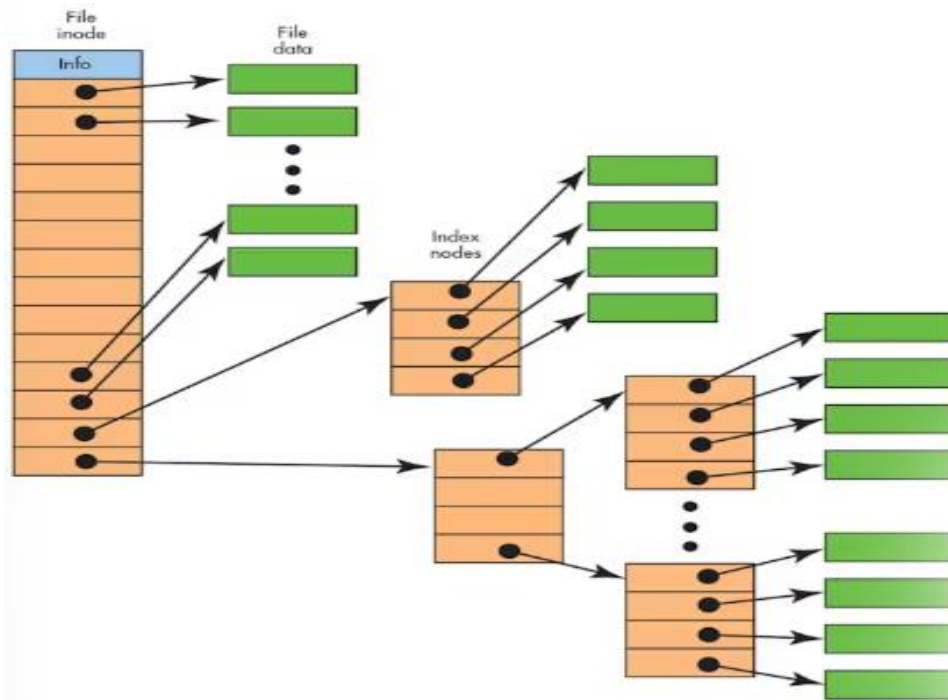 File
inode
Info
File
data
Index
nodes